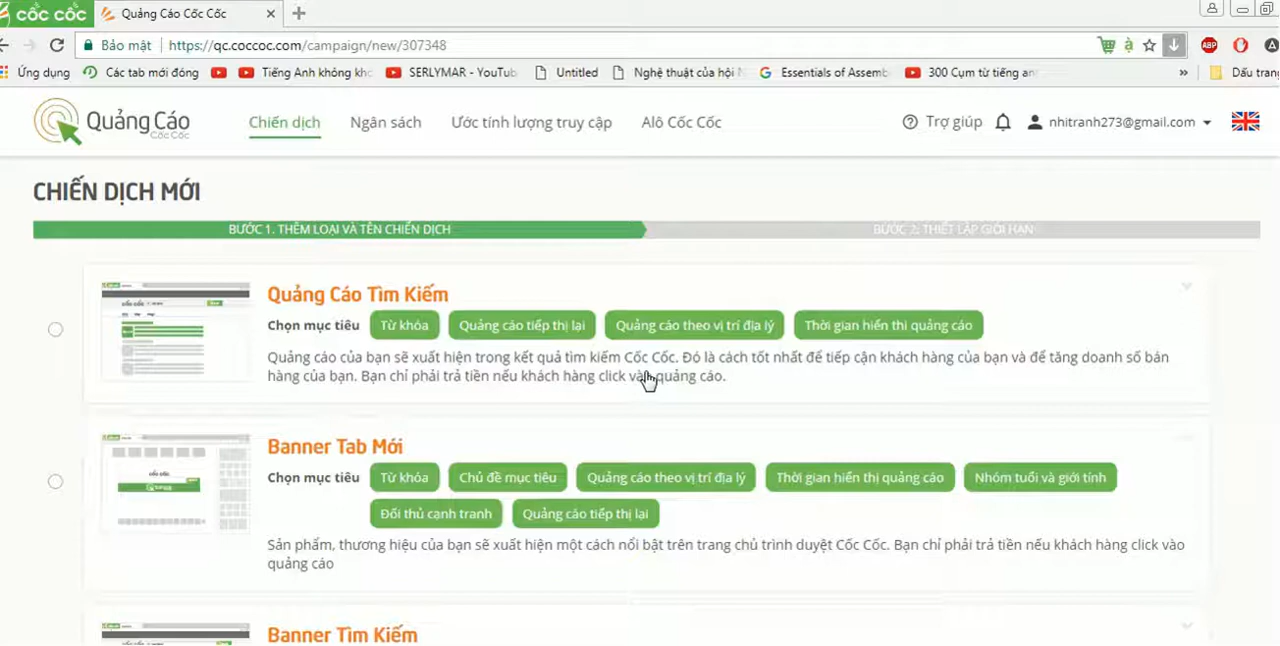 cốc cốc
Quảng Cáo Cốc Cốc
Bảo mật
https://qc.coccoc.com/campaign/new/307348
ABP
Ứng dụng
Các tab mới đóng
Tiếng Anh không khó
SERLYMAR - YouTub
Untitled
Nghệ thuật của hội
Essentials of Assemb
300 Cụm từ tiếng an
»
Dấu tran
Quảng Cáo
Cốc Cốc
Chiến dịch
Ngân sách
Ước tính lượng truy cập
Alô Cốc Cốc
Trợ giúp
nhitranh273@gmail.com
CHIẾN DỊCH MỚI
BƯỚC 1. THÊM LOẠI VÀ TÊN CHIẾN DỊCH
BƯỚC 2. THIẾT LẬP GIỚI HẠN
Quảng Cáo Tìm Kiếm
Chọn mục tiêu Từ khóa Quảng cáo tiếp thị lại Quảng cáo theo vị trí địa lý Thời gian hiển thị quảng cáo
Quảng cáo của bạn sẽ xuất hiện trong kết quả tìm kiếm Cốc Cốc. Đó là cách tốt nhất để tiếp cận khách hàng của bạn và để tăng doanh số bán
hàng của bạn. Bạn chỉ phải trả tiền nếu khách hàng click vào quảng cáo.
Banner Tab Mới
Chọn mục tiêu Từ khóa Chủ đề mục tiêu Quảng cáo theo vị trí địa lý Thời gian hiển thị quảng cáo Nhóm tuổi và giới tính
Đối thủ cạnh tranh Quảng cáo tiếp thị lại
Sản phẩm, thương hiệu của bạn sẽ xuất hiện một cách nổi bật trên trang chủ trình duyệt Cốc Cốc. Bạn chỉ phải trả tiền nếu khách hàng click vào
quảng cáo
Banner Tìm Kiếm